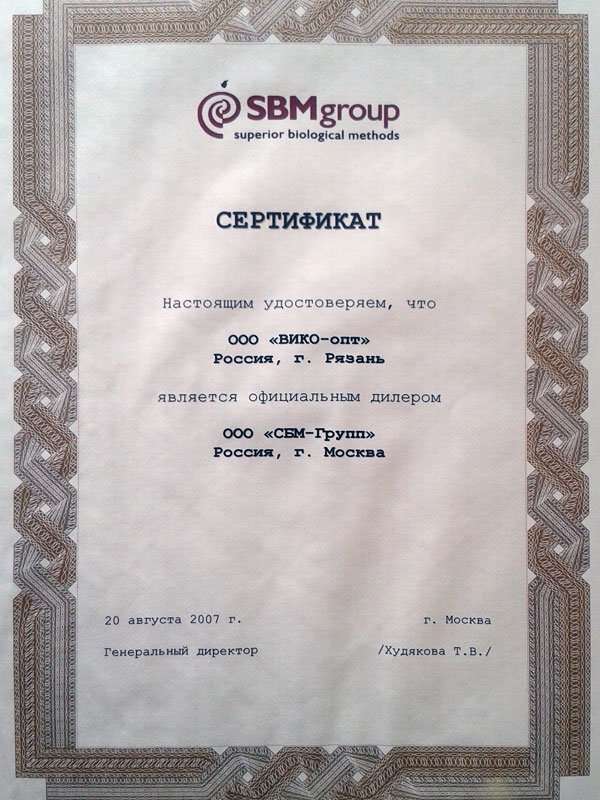 SBMgroup
superior biological methods
СЕРТИФИКАТ
Настоящим удостоверяем, что
ООО «ВИКО-опт»
Россия, г. Рязань
является официальным дилером
ООО «СБМ-Групп»
Россия, г. Москва
20 августа 2007 г. г. Москва
Генеральный директор /Худякова Т.В./